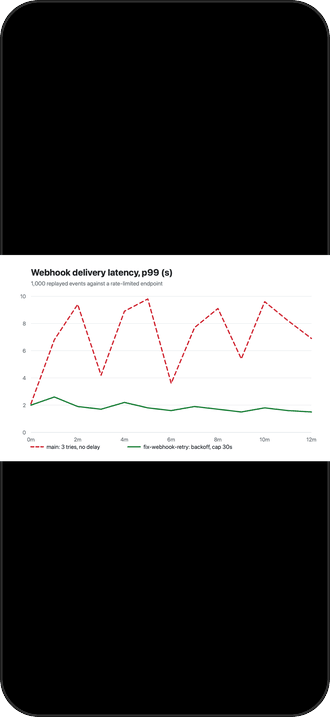 Webhook delivery latency, p99 (s)
1,000 replayed events against a rate-limited endpoint
10
8
6
4
2
0
0m 2m 4m 6m 8m 10m 12m
main: 3 tries, no delay fix-webhook-retry: backoff, cap 30s